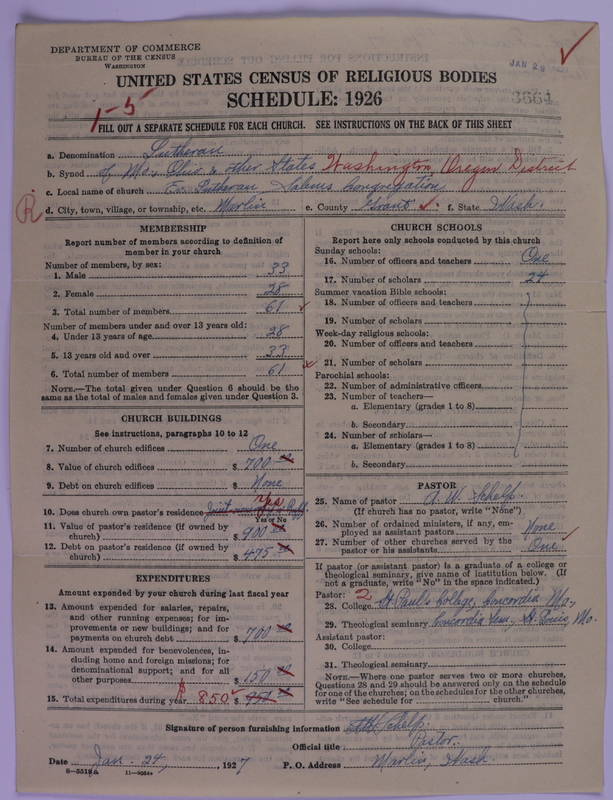 DEPARTMENT OF COMMERCE
BUREAU OF THE CENSUS
WASHINGTON
JAN 29
UNITED STATES CENSUS OF RELIGIOUS BODIES
SCHEDULE: 1926
3664
1-5
FILL OUT A SEPARATE SCHEDULE FOR EACH CHURCH. SEE INSTRUCTIONS ON THE BACK OF THIS SHEET
a. Denomination Lutheran
b. Synod of Mo., Ohio & other States Washington, Oregon District
c. Local name of church Ev. Lutheran Salems Congregation
R
d. City, town, village, or township, etc. Marlin e. County Grant f. State Wash.
MEMBERSHIP
Report number of members according to definition of member in your church
Number of members, by sex:
1. Male 33
2. Female 28
3. Total number of members 61
Number of members under and over 13 years old:
4. Under 13 years of age 28
5. 13 years old and over 33
6. Total number of members 61
NOTE.—The total given under Question 6 should be the same as the total of males and females given under Question 3.
CHURCH BUILDINGS
See instructions, paragraphs 10 to 12
7. Number of church edifices One
8. Value of church edifices $ 700
9. Debt on church edifices $ None
10. Does church own pastor's residence Yes
Yes or No
11. Value of pastor's residence (if owned by church) $ 900
12. Debt on pastor's residence (if owned by church) $ 475
EXPENDITURES
Amount expended by your church during last fiscal year
13. Amount expended for salaries, repairs, and other running expenses; for improvements or new buildings; and for payments on church debt $ 700
14. Amount expended for benevolences, including home and foreign missions; for denominational support; and for all other purposes $ 150
15. Total expenditures during year $ 850
CHURCH SCHOOLS
Report here only schools conducted by this church
Sunday schools:
16. Number of officers and teachers One
17. Number of scholars 24
Summer vacation Bible schools:
18. Number of officers and teachers
19. Number of scholars
Week-day religious schools:
20. Number of officers and teachers
21. Number of scholars
Parochial schools:
22. Number of administrative officers
23. Number of teachers—
a. Elementary (grades 1 to 8)
b. Secondary
24. Number of scholars—
a. Elementary (grades 1 to 8)
b. Secondary
PASTOR
25. Name of pastor A. W. Schelp.
(If church has no pastor, write "None")
26. Number of ordained ministers, if any, employed as assistant pastors None
27. Number of other churches served by the pastor or his assistants One
If pastor (or assistant pastor) is a graduate of a college or theological seminary, give name of institution below. (If not a graduate, write "No" in the space indicated.)
Pastor: 2
28. College St. Paul's College, Concordia, Mo.,
29. Theological seminary Concordia Sem., St. Louis, Mo.
Assistant pastor:
30. College
31. Theological seminary
NOTE.—Where one pastor serves two or more churches, Questions 28 and 29 should be answered only on the schedule for one of the churches; on the schedules for the other churches, write "See schedule for church."
Signature of person furnishing information A. W. Schelp.
Official title Pastor.
Date Jan. 24, 1927 P. O. Address Marlin, Wash
8—5518a 11—9054